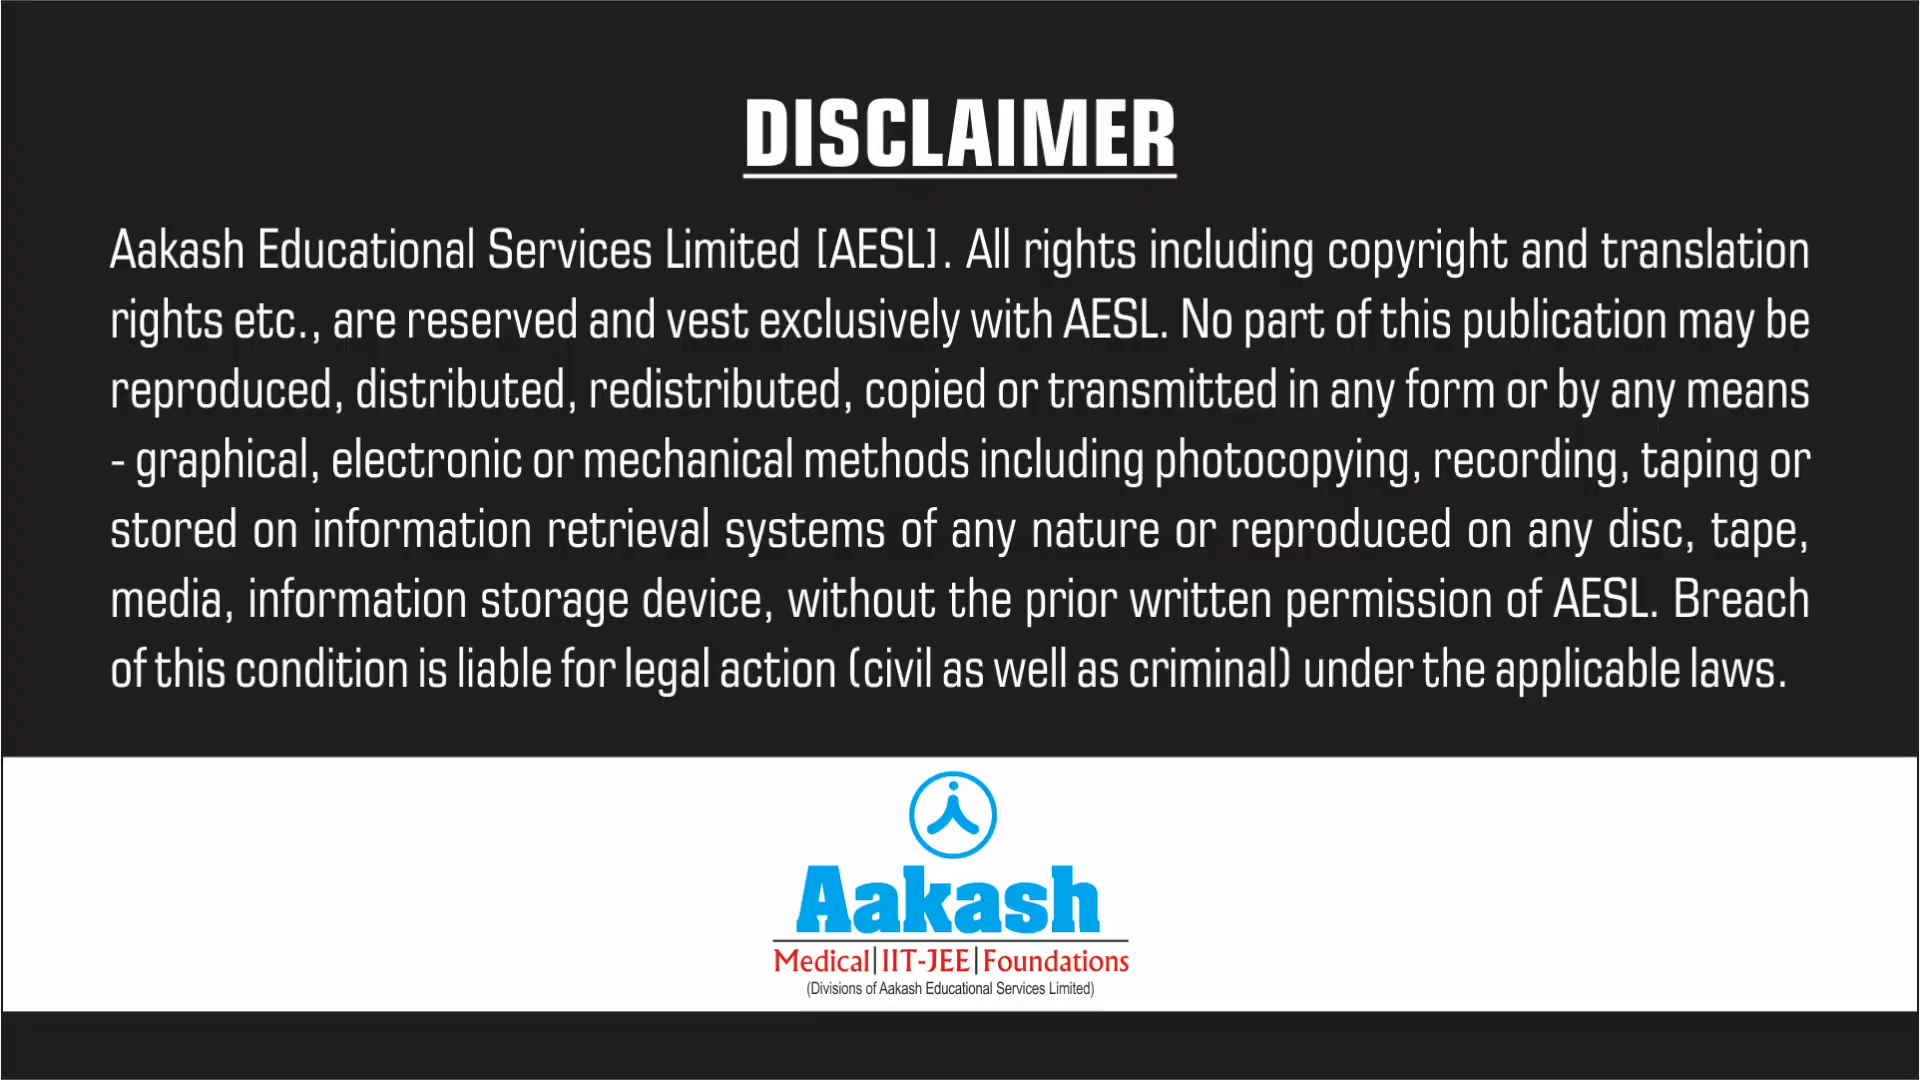 DISCLAIMER
Aakash Educational Services Limited [AESL]. All rights including copyright and translation
rights etc., are reserved and vest exclusively with AESL. No part of this publication may be
reproduced, distributed, redistributed, copied or transmitted in any form or by any means
- graphical, electronic or mechanical methods including photocopying, recording, taping or
stored on information retrieval systems of any nature or reproduced on any disc, tape,
media, information storage device, without the prior written permission of AESL. Breach
of this condition is liable for legal action (civil as well as criminal) under the applicable laws.
Aakash
Medical|IIT-JEE|Foundations
(Divisions of Aakash Educational Services Limited)